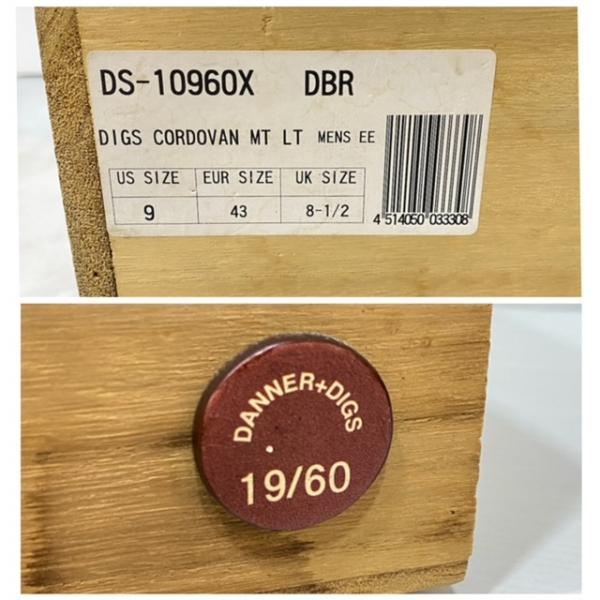 DS-10960X DBR
DIGS CORDOVAN MT LT MENS EE
US SIZE EUR SIZE UK SIZE
9 43 8-1/2
4 514050 033308
DANNER+DIGS
19/60